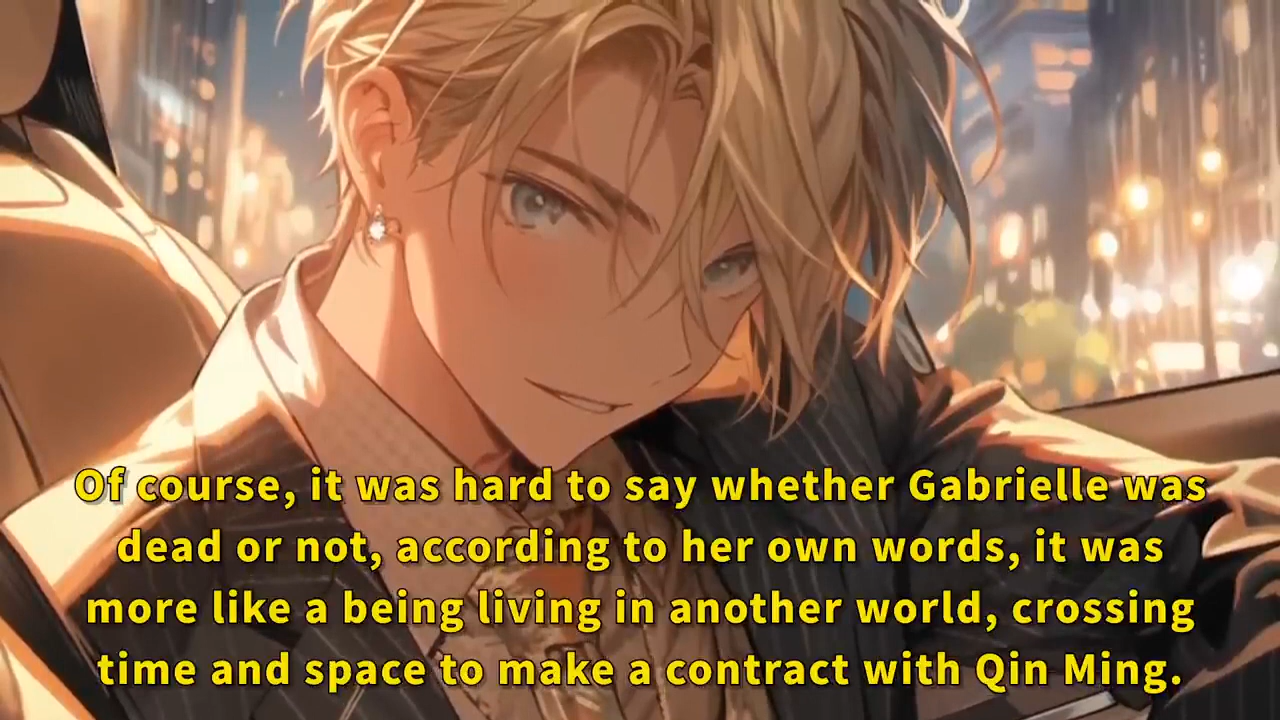 Of course, it was hard to say whether Gabrielle was
dead or not, according to her own words, it was
more like a being living in another world, crossing
time and space to make a contract with Qin Ming.